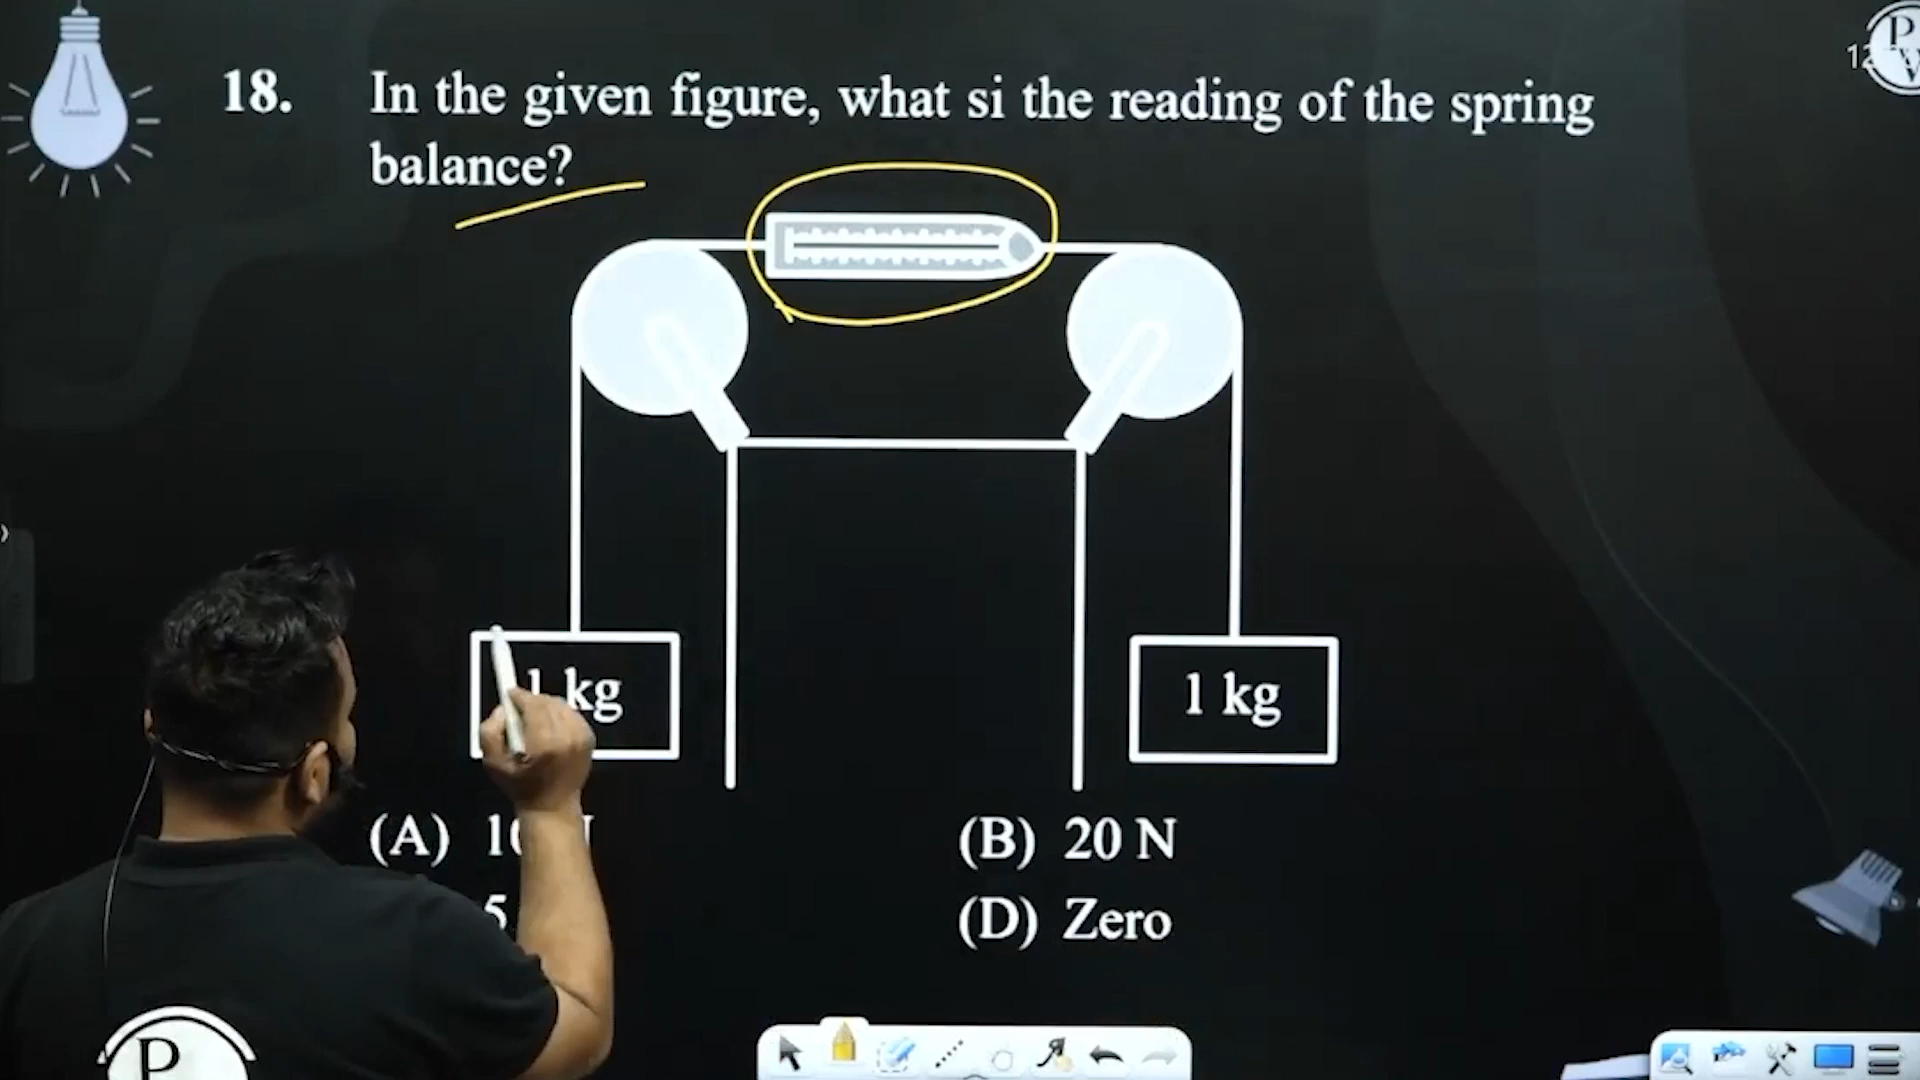 18. In the given figure, what si the reading of the spring
balance?
kg
1 kg
(A)
(B) 20 N
5
(D) Zero
P
W
12
P